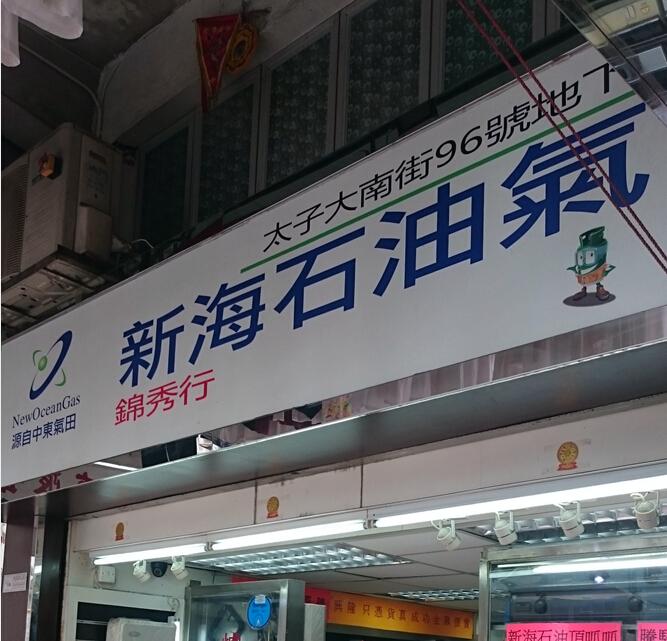 太子大南街96號地下
新海石油氣
錦秀行
NewOceanGas
源自中東氣田
新海石油頂呱呱